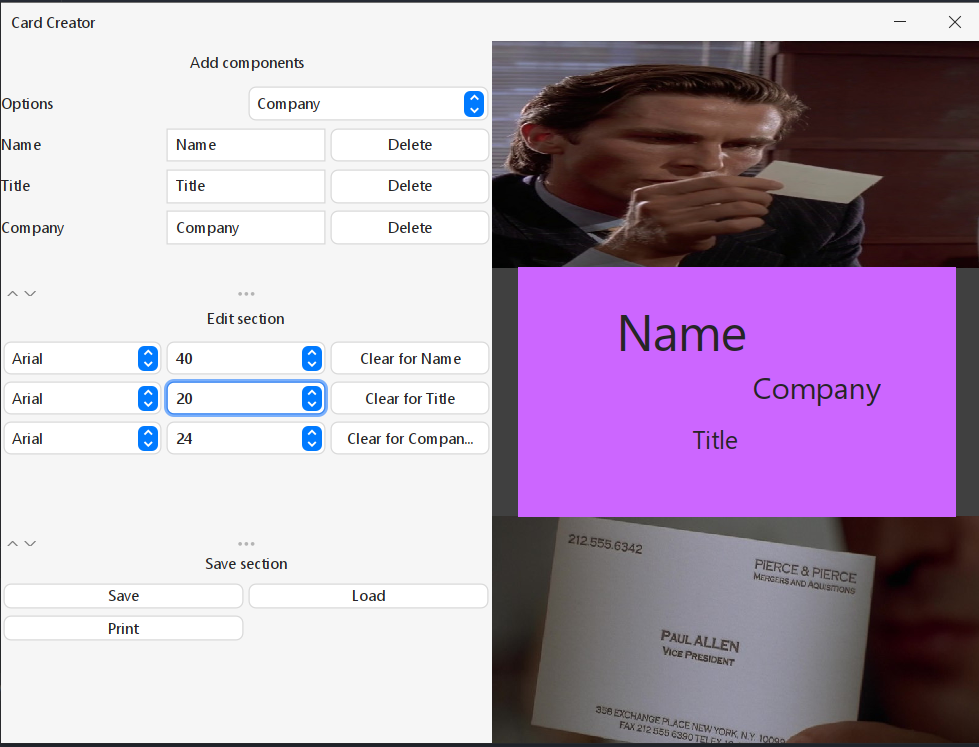 Card Creator
Add components
Options Company
Name Name Delete
Title Title Delete
Company Company Delete
Edit section
Arial 40 Clear for Name
Arial 20 Clear for Title
Arial 24 Clear for Compan...
Save section
Save Load
Print
Name
Company
Title
212.555.6342
PIERCE & PIERCE
MERGERS AND AQUISITIONS
PAUL ALLEN
VICE PRESIDENT
358 EXCHANGE PLACE NEW YORK, N.Y. 10099
FAX 212 555 6390 TELEX 10